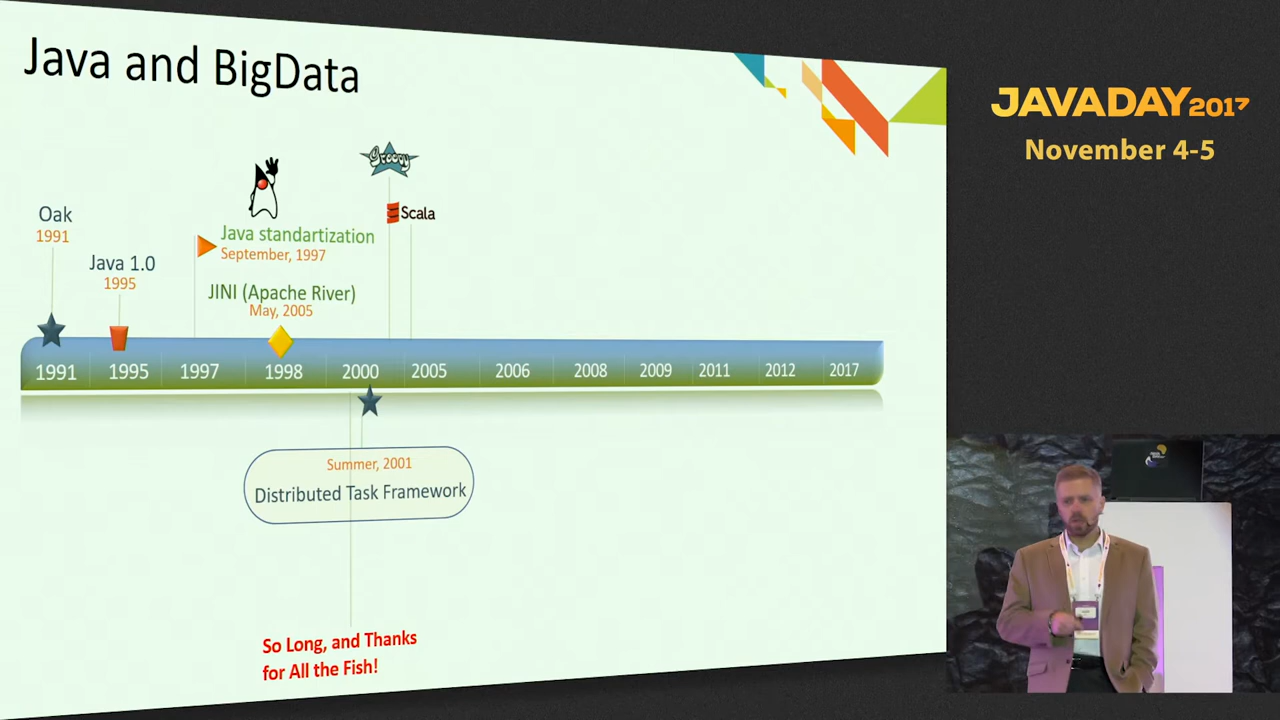 Java and BigData
JAVADAY 2017
November 4-5
Groovy
Scala
Oak
1991
Java 1.0
1995
Java standartization
September, 1997
JINI (Apache River)
May, 2005
1991 1995 1997 1998 2000 2005 2006 2008 2009 2011 2012 2017
Summer, 2001
Distributed Task Framework
So Long, and Thanks
for All the Fish!